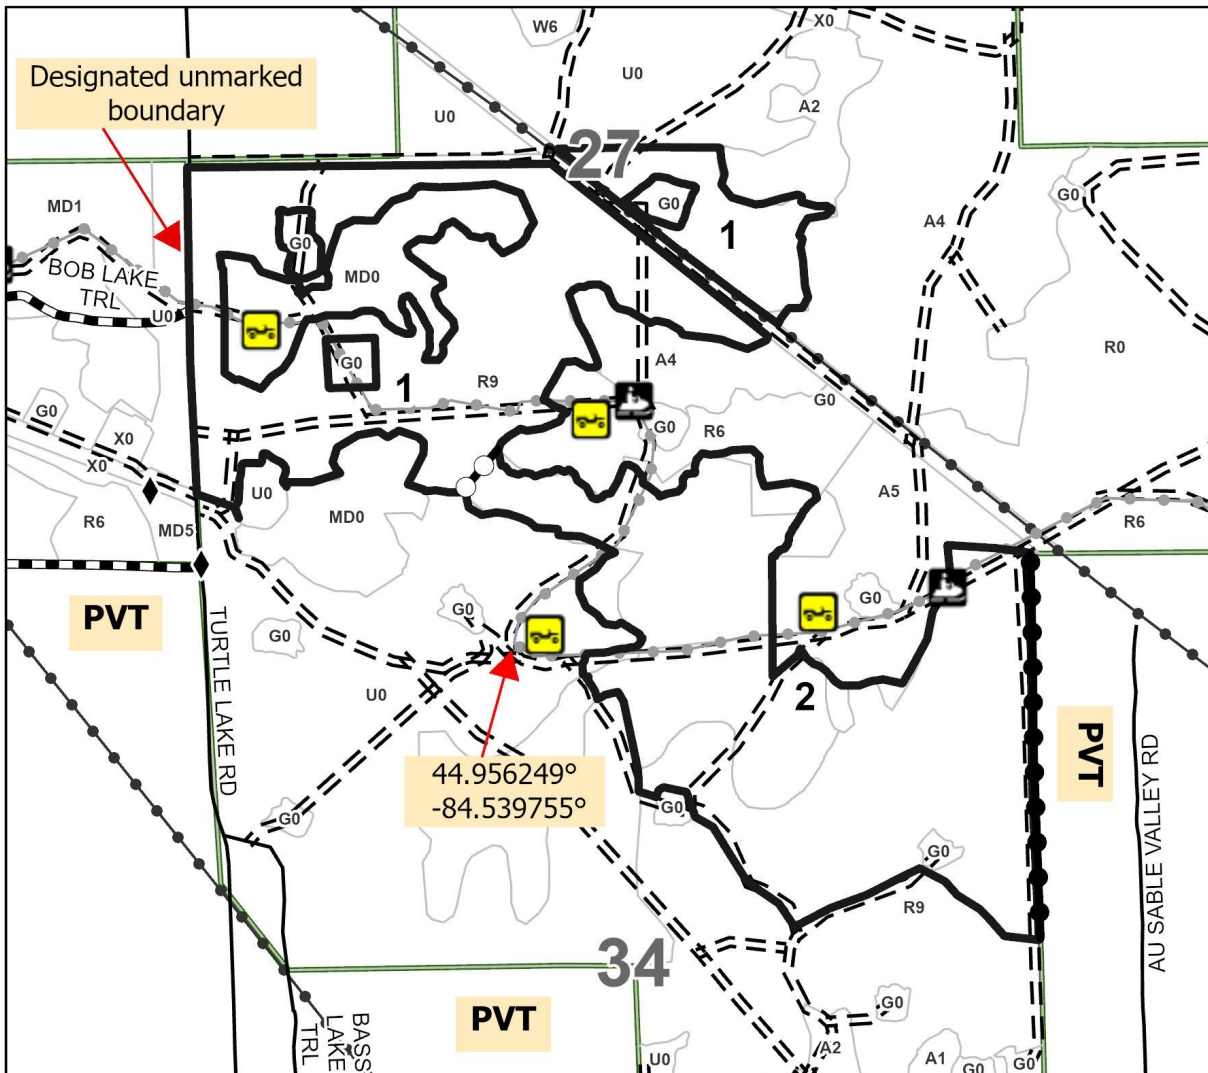 W6
X0
U0
Designated unmarked
boundary
A2
U0
27
G0
G0
MD1
A4
1
G0
BOB LAKE
TRL
MD0
U0
R0
G0
A4
1
R9
G0
G0
G0
R6
X0
X0
U0
A5
MD0
R6
MD5
R6
PVT
G0
G0
G0
TURTLE LAKE RD
U0
2
PVT
AU SABLE VALLEY RD
44.956249°
-84.539755°
G0
G0
G0
R9
34
G0
PVT
BASS
LAKE
TRL
A2
U0
A1
G0
G0